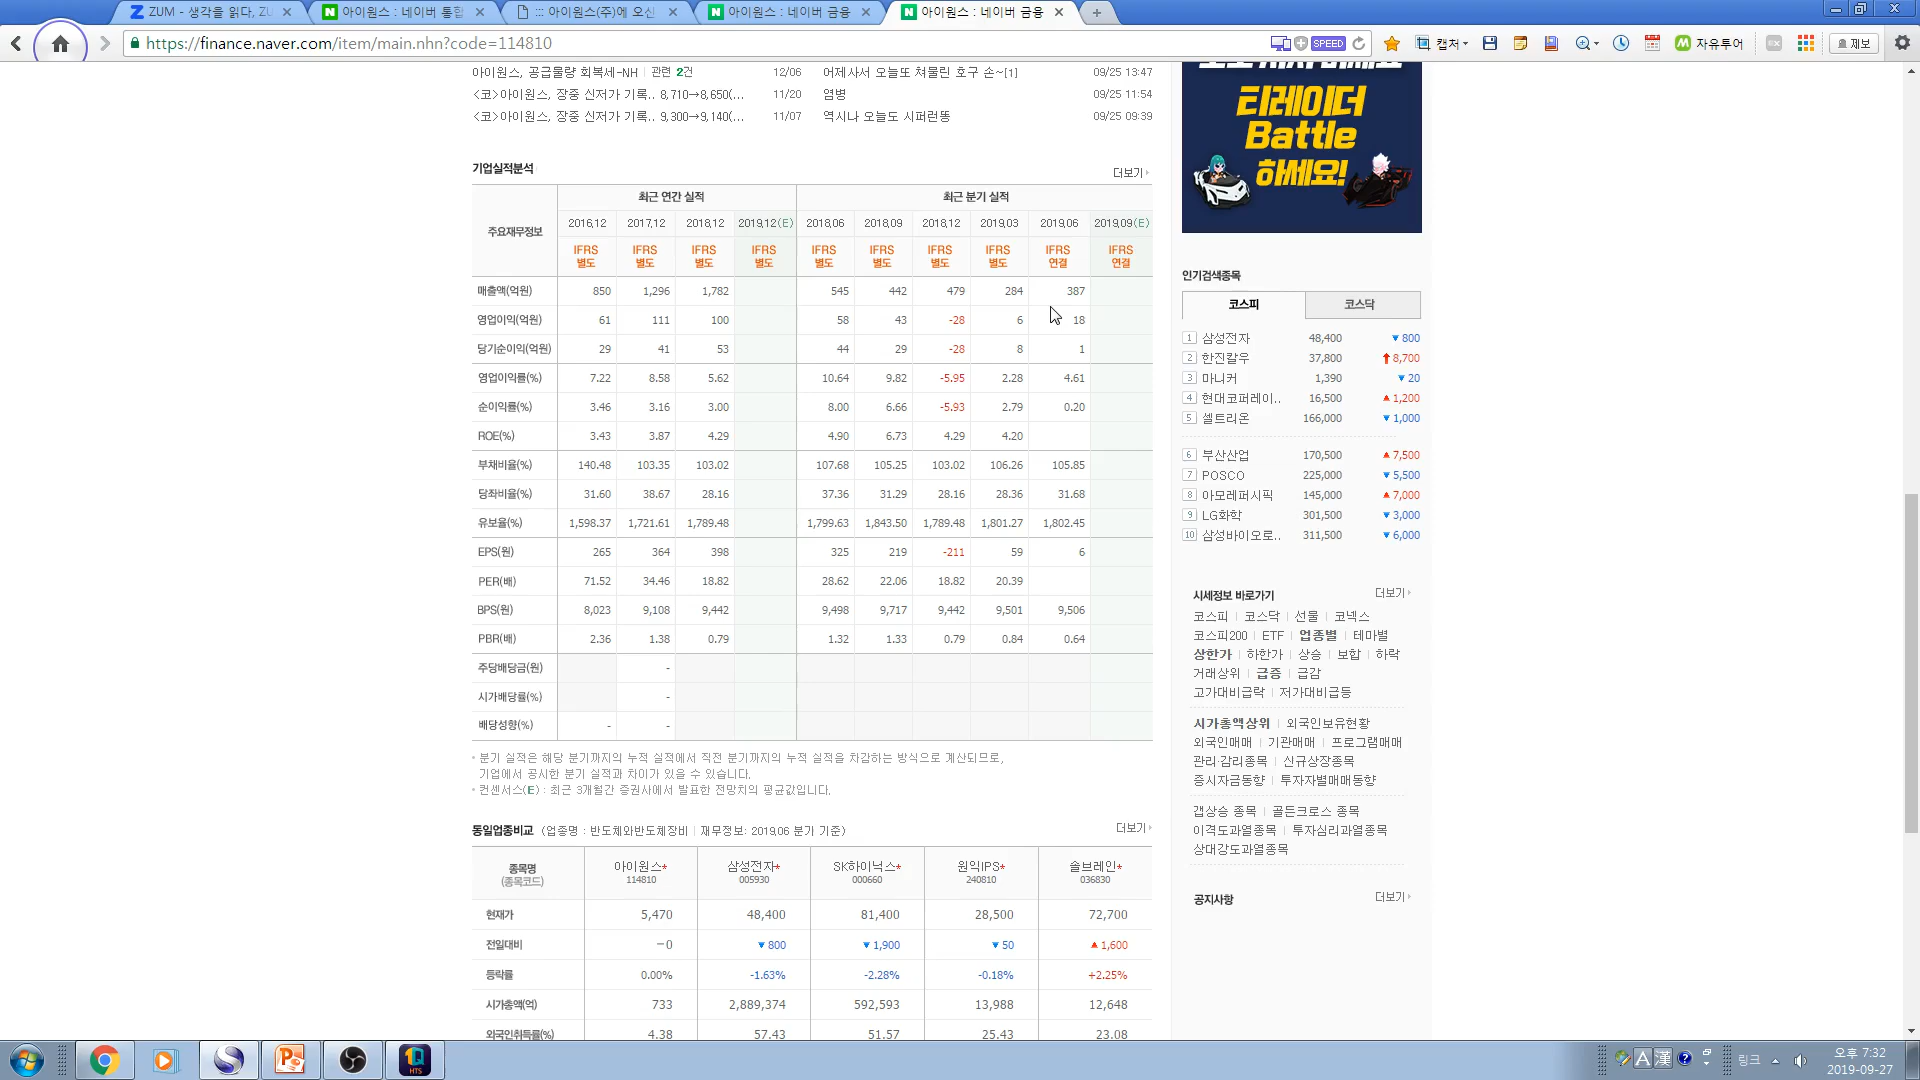 ZUM - 생각을 읽다, ZU
아이원스 : 네이버 통합
::: 아이원스(주)에 오신
아이원스 : 네이버 금융
아이원스 : 네이버 금융
https://finance.naver.com/item/main.nhn?code=114810
SPEED
캡처
자유투어
제보
아이원스, 공급물량 회복세-NH 관련 2건 12/06
<코>아이원스, 장중 신저가 기록.. 8,710→8,650(... 11/20
<코>아이원스, 장중 신저가 기록.. 9,300→9,140(... 11/07
어제사서 오늘또 쳐물린 호구 손~[1] 09/25 13:47
염병 09/25 11:54
역시나 오늘도 시퍼런똥 09/25 09:39
티레이더
Battle
하세요!
기업실적분석 더보기
주요재무정보 최근 연간 실적 최근 분기 실적
2016.12 2017.12 2018.12 2019.12(E) 2018.06 2018.09 2018.12 2019.03 2019.06 2019.09(E)
IFRS IFRS IFRS IFRS IFRS IFRS IFRS IFRS IFRS IFRS
별도 별도 별도 별도 별도 별도 별도 별도 연결 연결
매출액(억원) 850 1,296 1,782 545 442 479 284 387
영업이익(억원) 61 111 100 58 43 -28 6 18
당기순이익(억원) 29 41 53 44 29 -28 8 1
영업이익률(%) 7.22 8.58 5.62 10.64 9.82 -5.95 2.28 4.61
순이익률(%) 3.46 3.16 3.00 8.00 6.66 -5.93 2.79 0.20
ROE(%) 3.43 3.87 4.29 4.90 6.73 4.29 4.20
부채비율(%) 140.48 103.35 103.02 107.68 105.25 103.02 106.26 105.85
당좌비율(%) 31.60 38.67 28.16 37.36 31.29 28.16 28.36 31.68
유보율(%) 1,598.37 1,721.61 1,789.48 1,799.63 1,843.50 1,789.48 1,801.27 1,802.45
EPS(원) 265 364 398 325 219 -211 59 6
PER(배) 71.52 34.46 18.82 28.62 22.06 18.82 20.39
BPS(원) 8,023 9,108 9,442 9,498 9,717 9,442 9,501 9,506
PBR(배) 2.36 1.38 0.79 1.32 1.33 0.79 0.84 0.64
주당배당금(원) -
시가배당률(%) -
배당성향(%) - -
* 분기 실적은 해당 분기까지의 누적 실적에서 직전 분기까지의 누적 실적을 차감하는 방식으로 계산되므로,
기업에서 공시한 분기 실적과 차이가 있을 수 있습니다.
* 컨센서스(E) : 최근 3개월간 증권사에서 발표한 전망치의 평균값입니다.
동일업종비교 (업종명 : 반도체와반도체장비 | 재무정보: 2019.06 분기 기준) 더보기
종목명 아이원스* 삼성전자* SK하이닉스* 원익IPS* 솔브레인*
(종목코드) 114810 005930 000660 240810 036830
현재가 5,470 48,400 81,400 28,500 72,700
전일대비 －0 ▼800 ▼1,900 ▼50 ▲1,600
등락률 0.00% -1.63% -2.28% -0.18% +2.25%
시가총액(억) 733 2,889,374 592,593 13,988 12,648
외국인취득률(%) 4.38 57.43 51.57 25.43 23.08
인기검색종목
코스피 코스닥
1 삼성전자 48,400 ▼800
2 한진칼우 37,800 ↑8,700
3 마니커 1,390 ▼20
4 현대코퍼레이.. 16,500 ▲1,200
5 셀트리온 166,000 ▼1,000
6 부산산업 170,500 ▲7,500
7 POSCO 225,000 ▼5,500
8 아모레퍼시픽 145,000 ▲7,000
9 LG화학 301,500 ▼3,000
10 삼성바이오로.. 311,500 ▼6,000
시세정보 바로가기 더보기
코스피 | 코스닥 | 선물 | 코넥스
코스피200 | ETF | 업종별 | 테마별
상한가 | 하한가 | 상승 | 보합 | 하락
거래상위 | 급증 | 급감
고가대비급락 | 저가대비급등
시가총액상위 | 외국인보유현황
외국인매매 | 기관매매 | 프로그램매매
관리·감리종목 | 신규상장종목
증시자금동향 | 투자자별매매동향
갭상승 종목 | 골든크로스 종목
이격도과열종목 | 투자심리과열종목
상대강도과열종목
공지사항 더보기
HTS
A 漢
링크
오후 7:32
2019-09-27